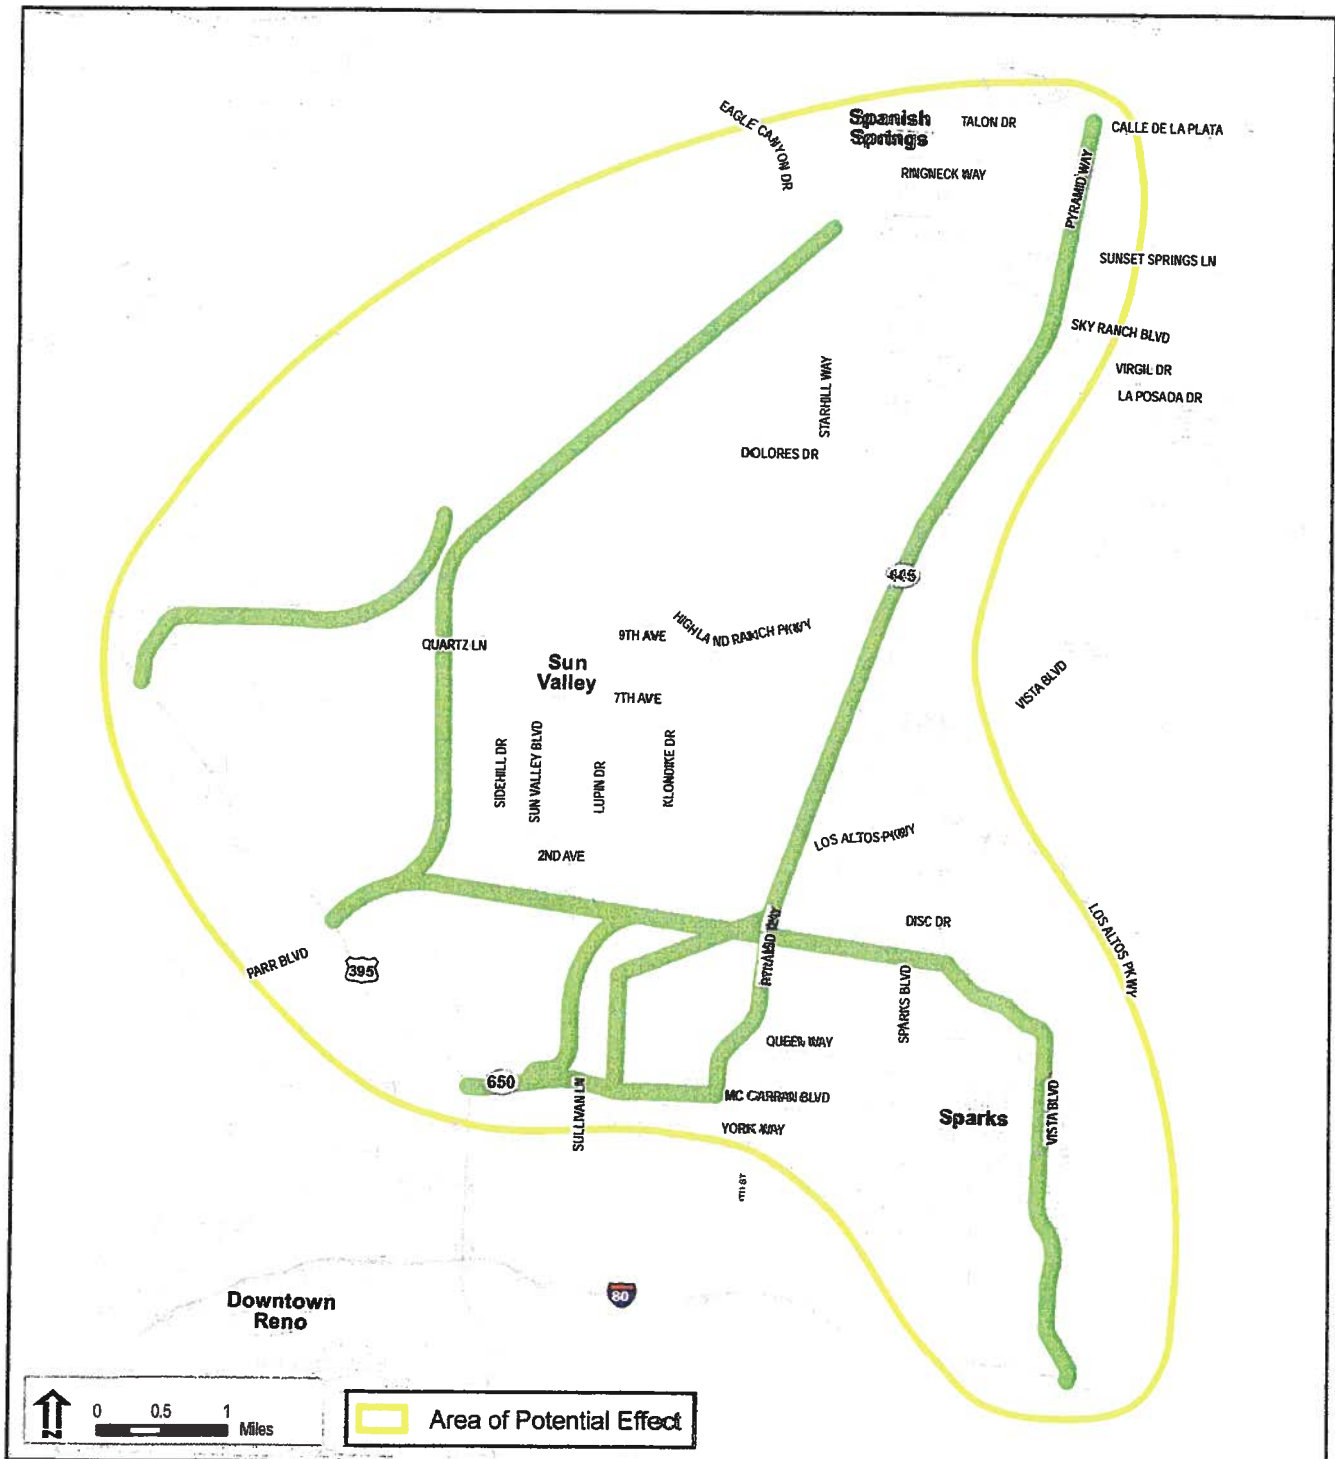 EAGLE CANYON DR
Spanish
Springs
TALON DR
CALLE DE LA PLATA
RINGNECK WAY
PYRAMID WAY
SUNSET SPRINGS LN
SKY RANCH BLVD
VIRGIL DR
LA POSADA DR
STARHILL WAY
DOLORES DR
445
QUARTZ LN
9TH AVE
HIGHLAND RANCH PKWY
Sun
Valley
7TH AVE
VISTA BLVD
SIDEHILL DR
SUN VALLEY BLVD
LUPIN DR
KLONDIKE DR
LOS ALTOS PKWY
2ND AVE
DISC DR
LOS ALTOS PKWY
PYRAMID WAY
PARR BLVD
395
SPARKS BLVD
QUEEN WAY
650
MC CARRAN BLVD
SULLIVAN LN
YORK WAY
Sparks
VISTA BLVD
80
Downtown
Reno
N
0 0.5 1
Miles
Area of Potential Effect